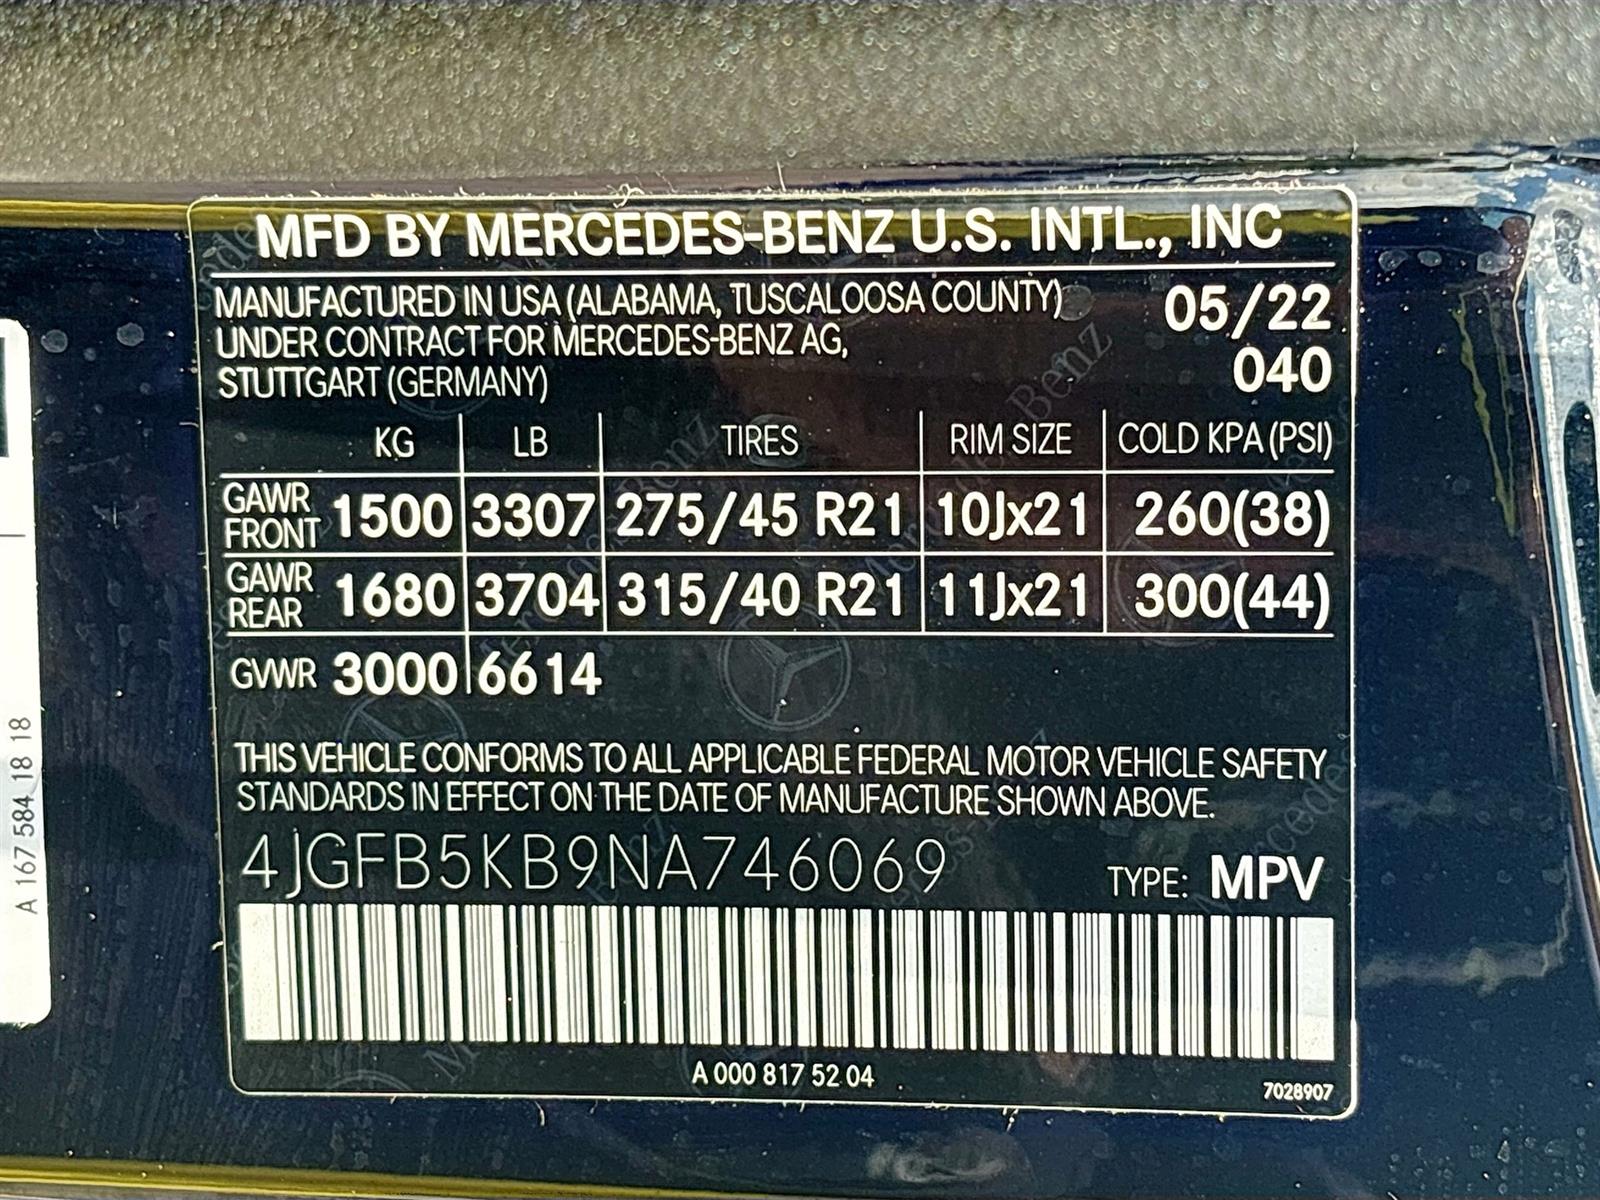 MFD BY MERCEDES-BENZ U.S. INTL., INC
MANUFACTURED IN USA (ALABAMA, TUSCALOOSA COUNTY) 05/22
UNDER CONTRACT FOR MERCEDES-BENZ AG,
STUTTGART (GERMANY) 040
KG LB TIRES RIM SIZE COLD KPA (PSI)
GAWR FRONT 1500 3307 275/45 R21 10Jx21 260(38)
GAWR REAR 1680 3704 315/40 R21 11Jx21 300(44)
GVWR 3000 6614
THIS VEHICLE CONFORMS TO ALL APPLICABLE FEDERAL MOTOR VEHICLE SAFETY
STANDARDS IN EFFECT ON THE DATE OF MANUFACTURE SHOWN ABOVE.
4JGFB5KB9NA746069 TYPE: MPV
A 000 817 52 04
7028907
A 167 584 18 18